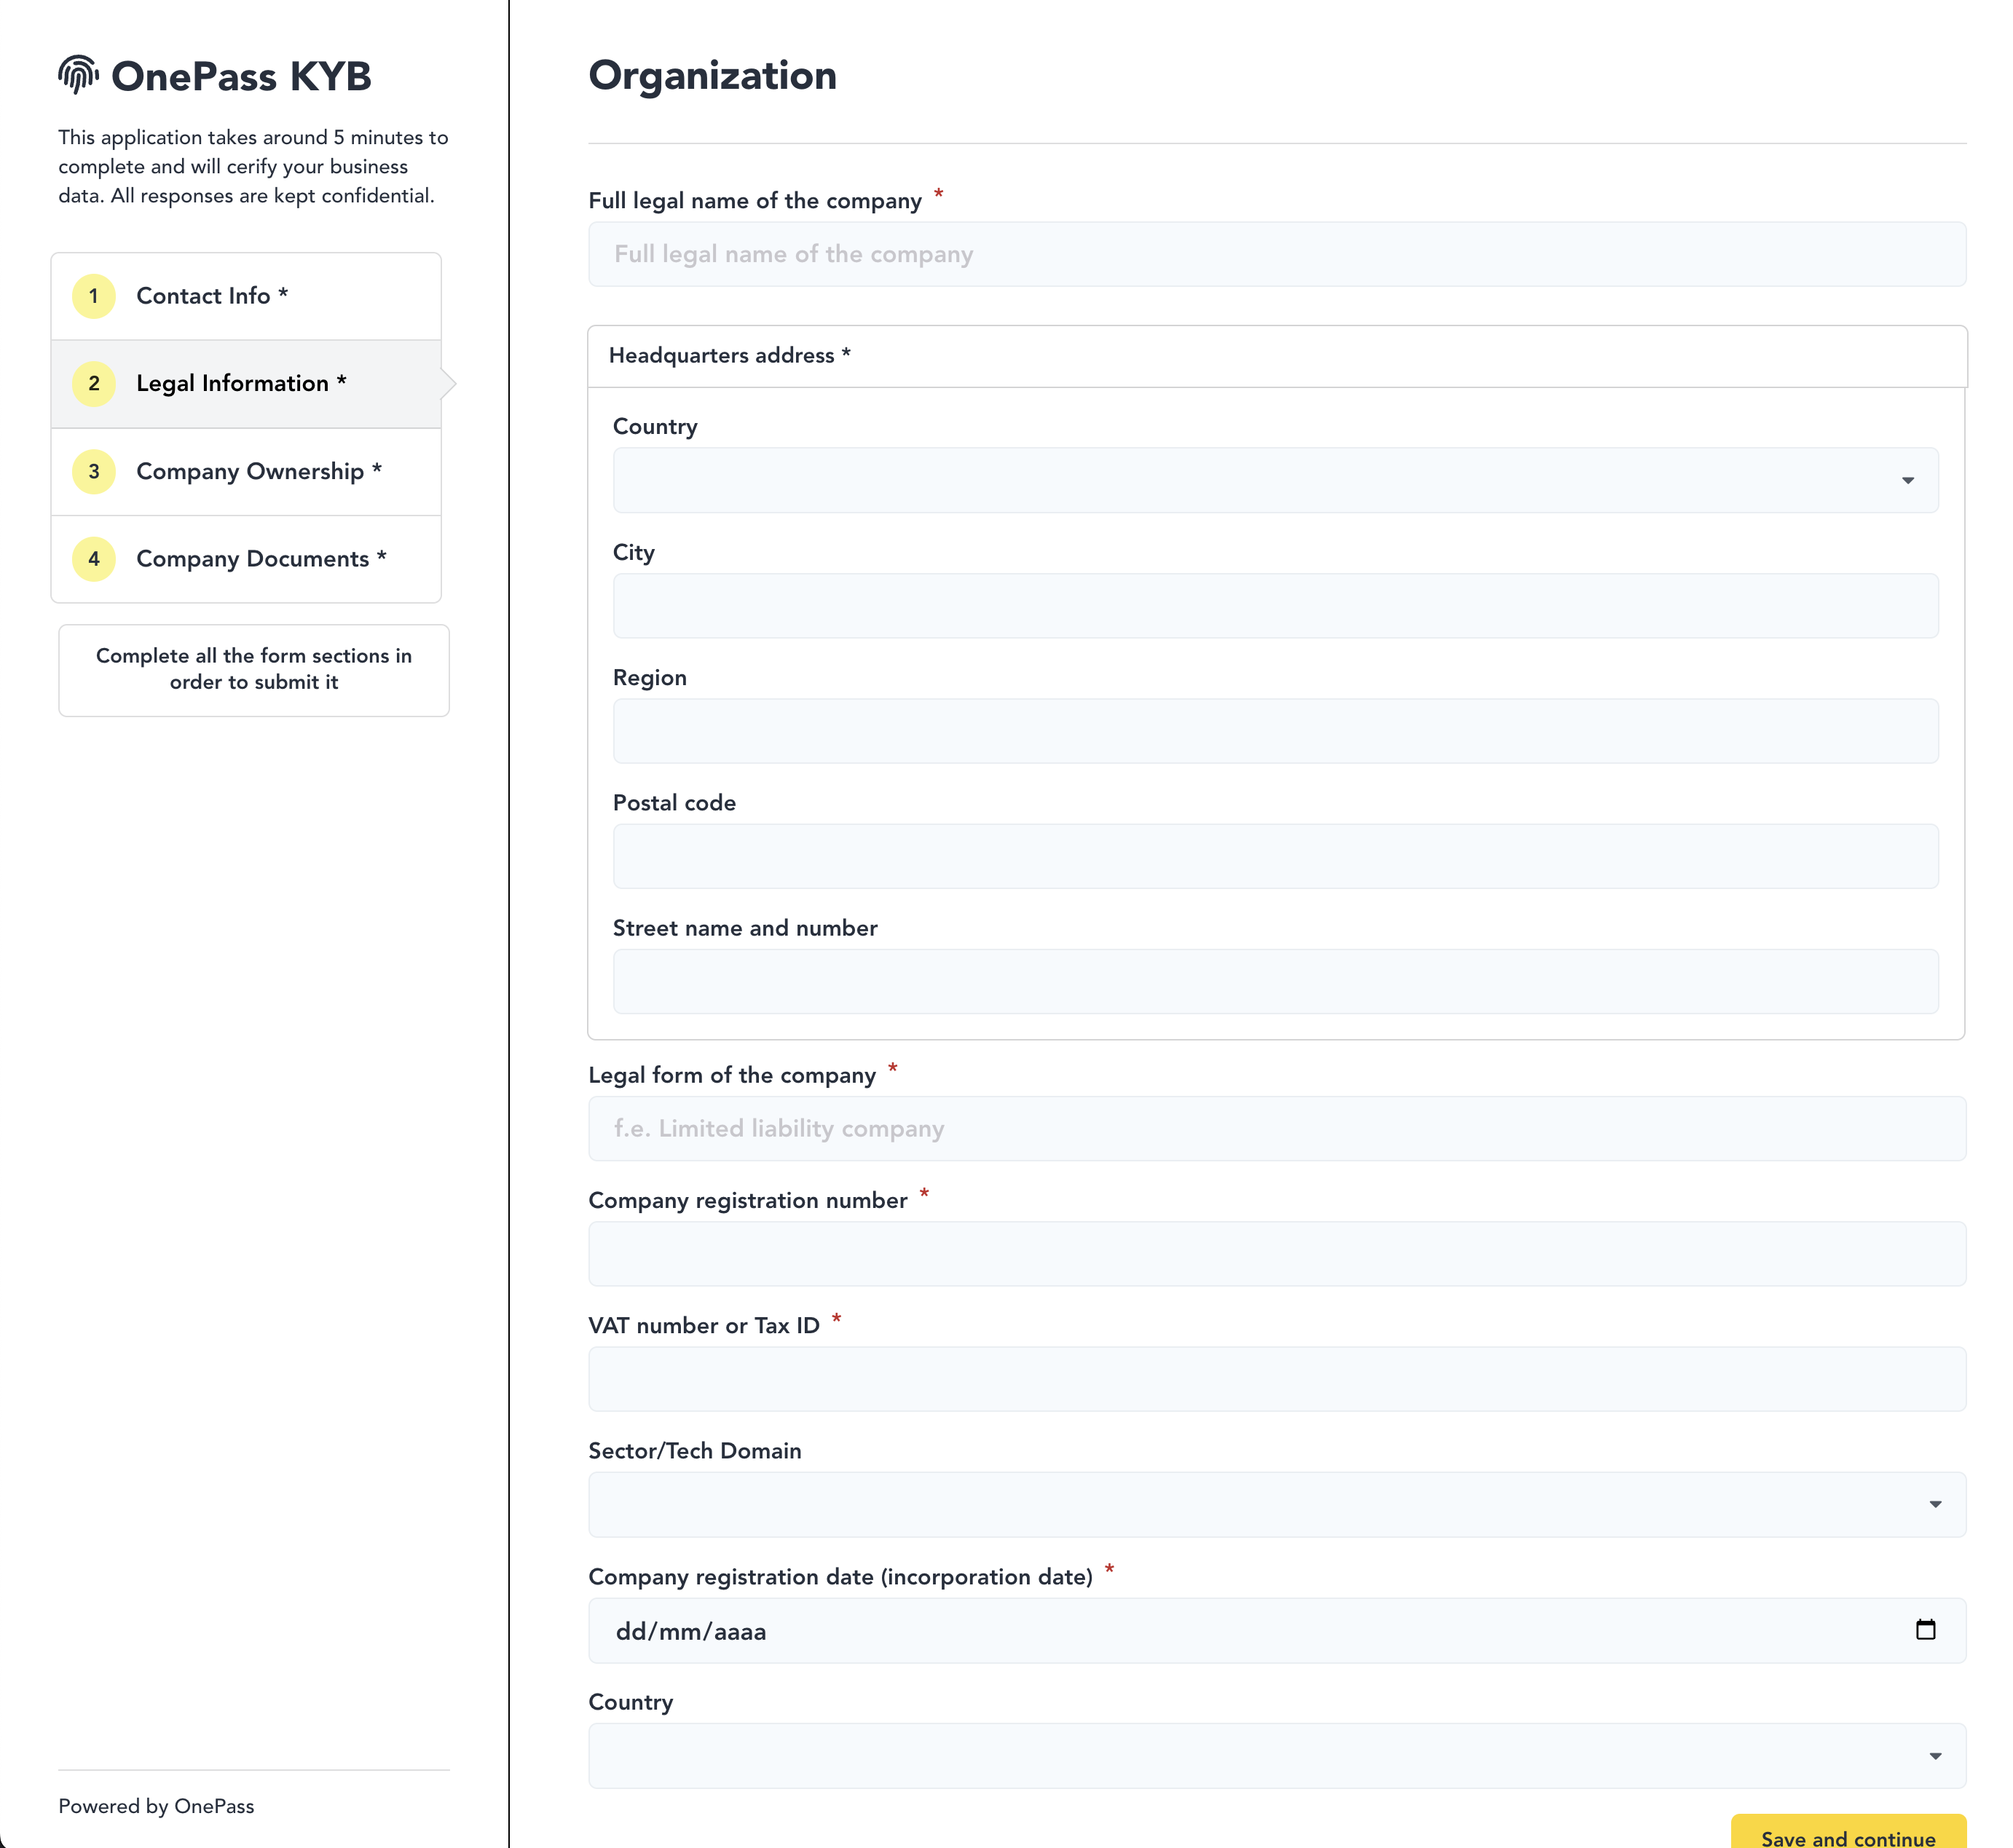 OnePass KYB
This application takes around 5 minutes to
complete and will cerify your business
data. All responses are kept confidential.
1 Contact Info *
2 Legal Information *
3 Company Ownership *
4 Company Documents *
Complete all the form sections in
order to submit it
Powered by OnePass
Organization
Full legal name of the company *
Full legal name of the company
Headquarters address *
Country
City
Region
Postal code
Street name and number
Legal form of the company *
f.e. Limited liability company
Company registration number *
VAT number or Tax ID *
Sector/Tech Domain
Company registration date (incorporation date) *
dd/mm/aaaa
Country
Save and continue